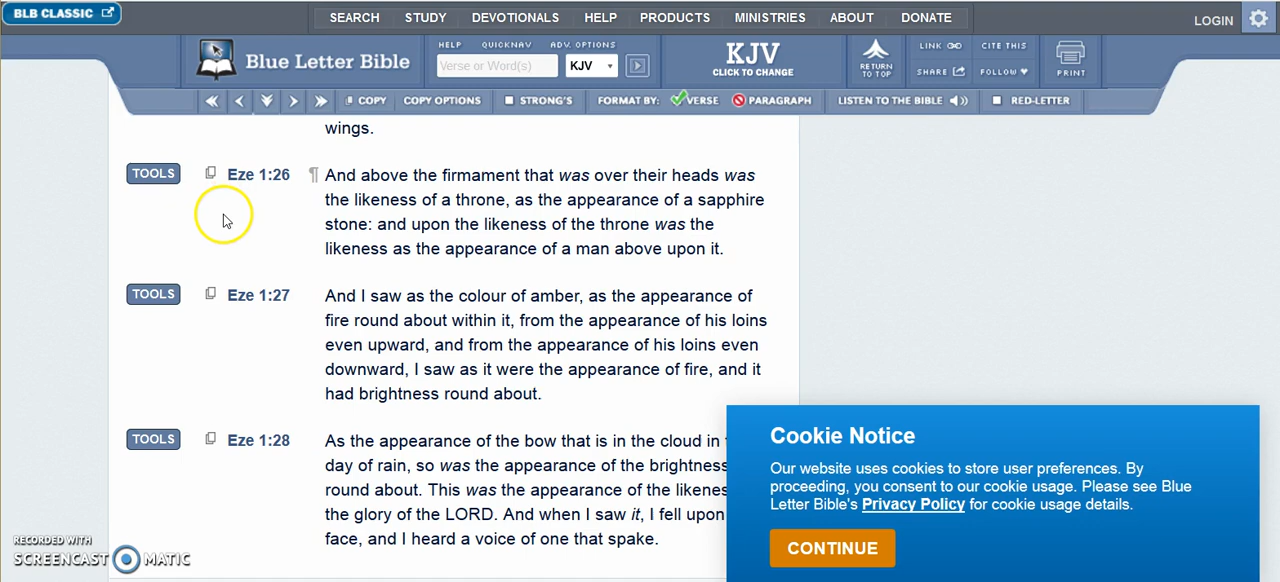 BLB CLASSIC
SEARCH STUDY DEVOTIONALS HELP PRODUCTS MINISTRIES ABOUT DONATE
LOGIN
Blue Letter Bible
HELP QUICKNAV ADV. OPTIONS
Verse or Word(s) KJV
KJV
CLICK TO CHANGE
RETURN
TO TOP
LINK CITE THIS
SHARE FOLLOW
PRINT
COPY COPY OPTIONS STRONG'S FORMAT BY: VERSE PARAGRAPH LISTEN TO THE BIBLE RED-LETTER
wings.
TOOLS Eze 1:26 ¶ And above the firmament that was over their heads was
the likeness of a throne, as the appearance of a sapphire
stone: and upon the likeness of the throne was the
likeness as the appearance of a man above upon it.
TOOLS Eze 1:27 And I saw as the colour of amber, as the appearance of
fire round about within it, from the appearance of his loins
even upward, and from the appearance of his loins even
downward, I saw as it were the appearance of fire, and it
had brightness round about.
TOOLS Eze 1:28 As the appearance of the bow that is in the cloud in
day of rain, so was the appearance of the brightness
round about. This was the appearance of the
the glory of the LORD. And when I saw it, I fell upon
face, and I heard a voice of one that spake.
Cookie Notice
Our website uses cookies to store user preferences. By
proceeding, you consent to our cookie usage. Please see Blue
Letter Bible's Privacy Policy for cookie usage details.
CONTINUE
RECORDED WITH
SCREENCAST MATIC